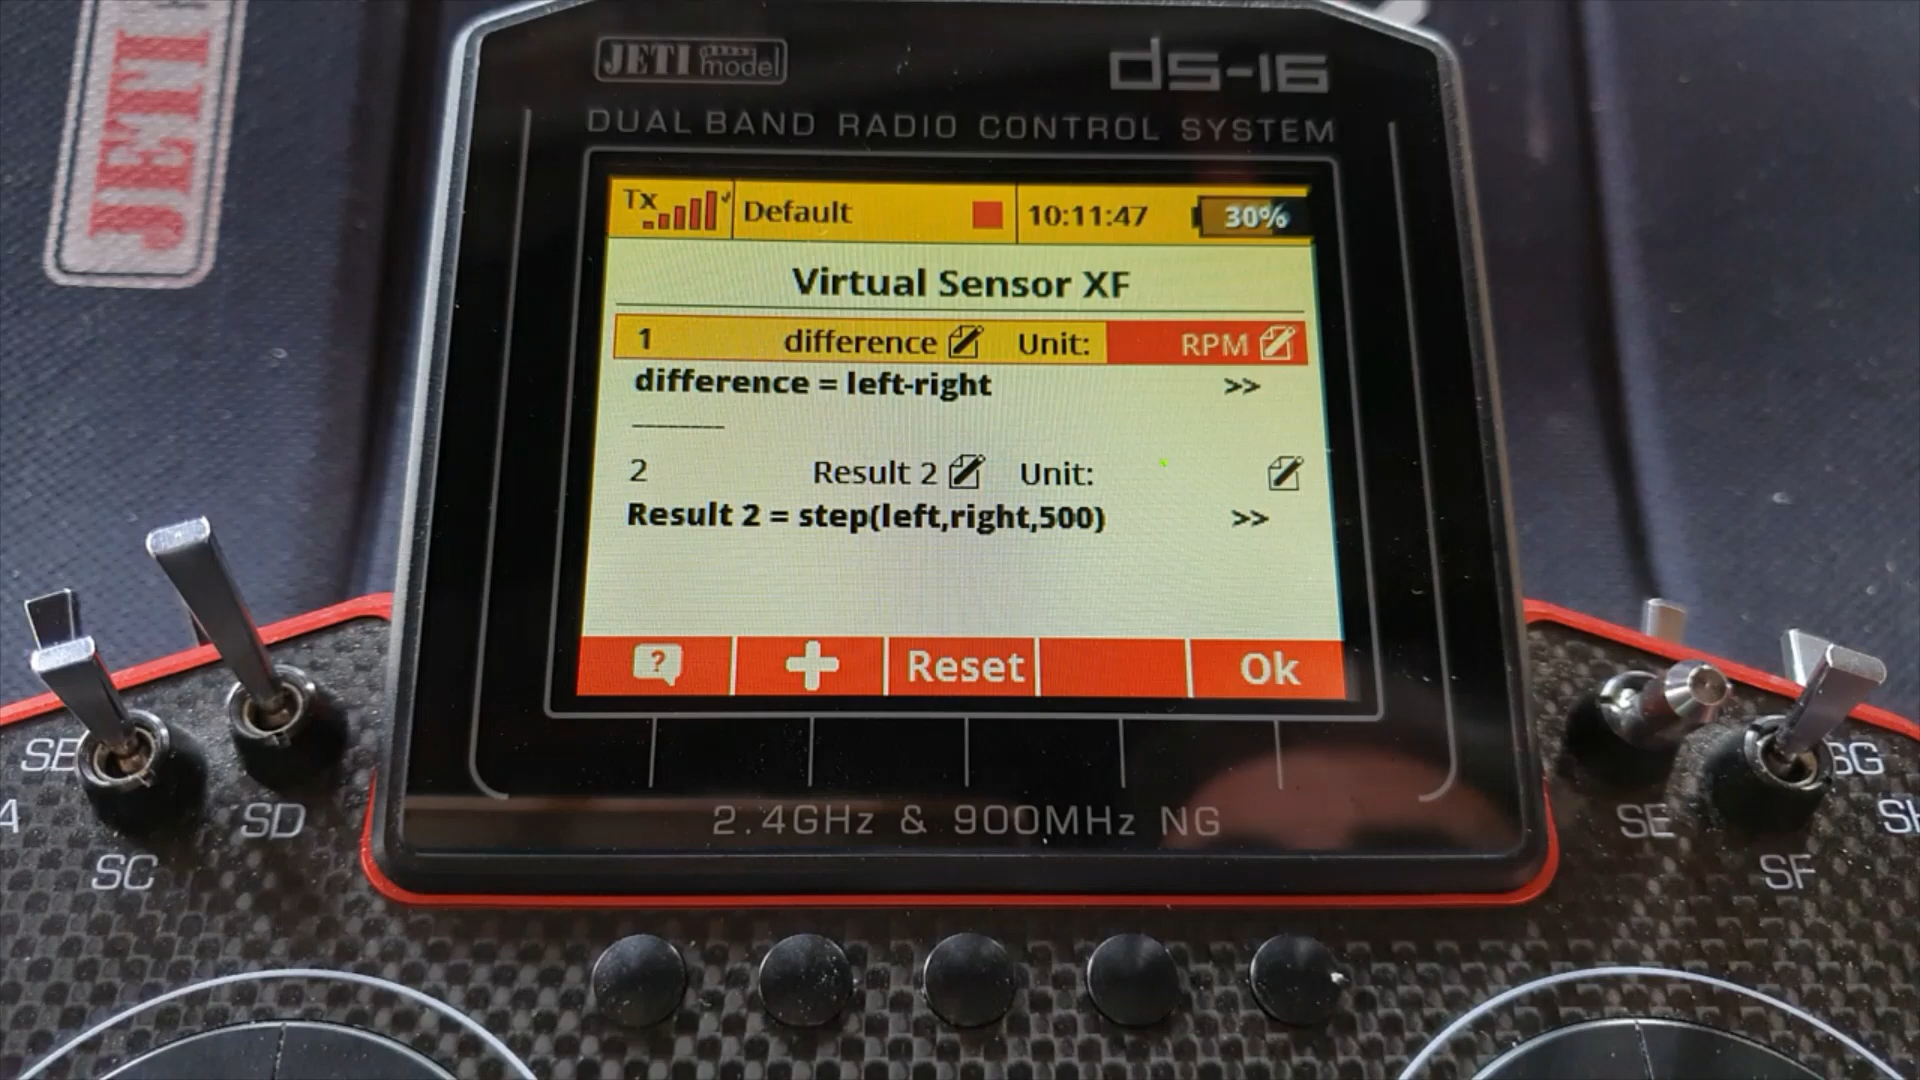 JETI model
ds-16
DUAL BAND RADIO CONTROL SYSTEM
JETI
Tx Default 10:11:47 30%
Virtual Sensor XF
1 difference Unit: RPM
difference = left-right >>
2 Result 2 Unit:
Result 2 = step(left,right,500) >>
? Reset Ok
2.4GHz & 900MHz NG
SD
SC
SE
SG
SF